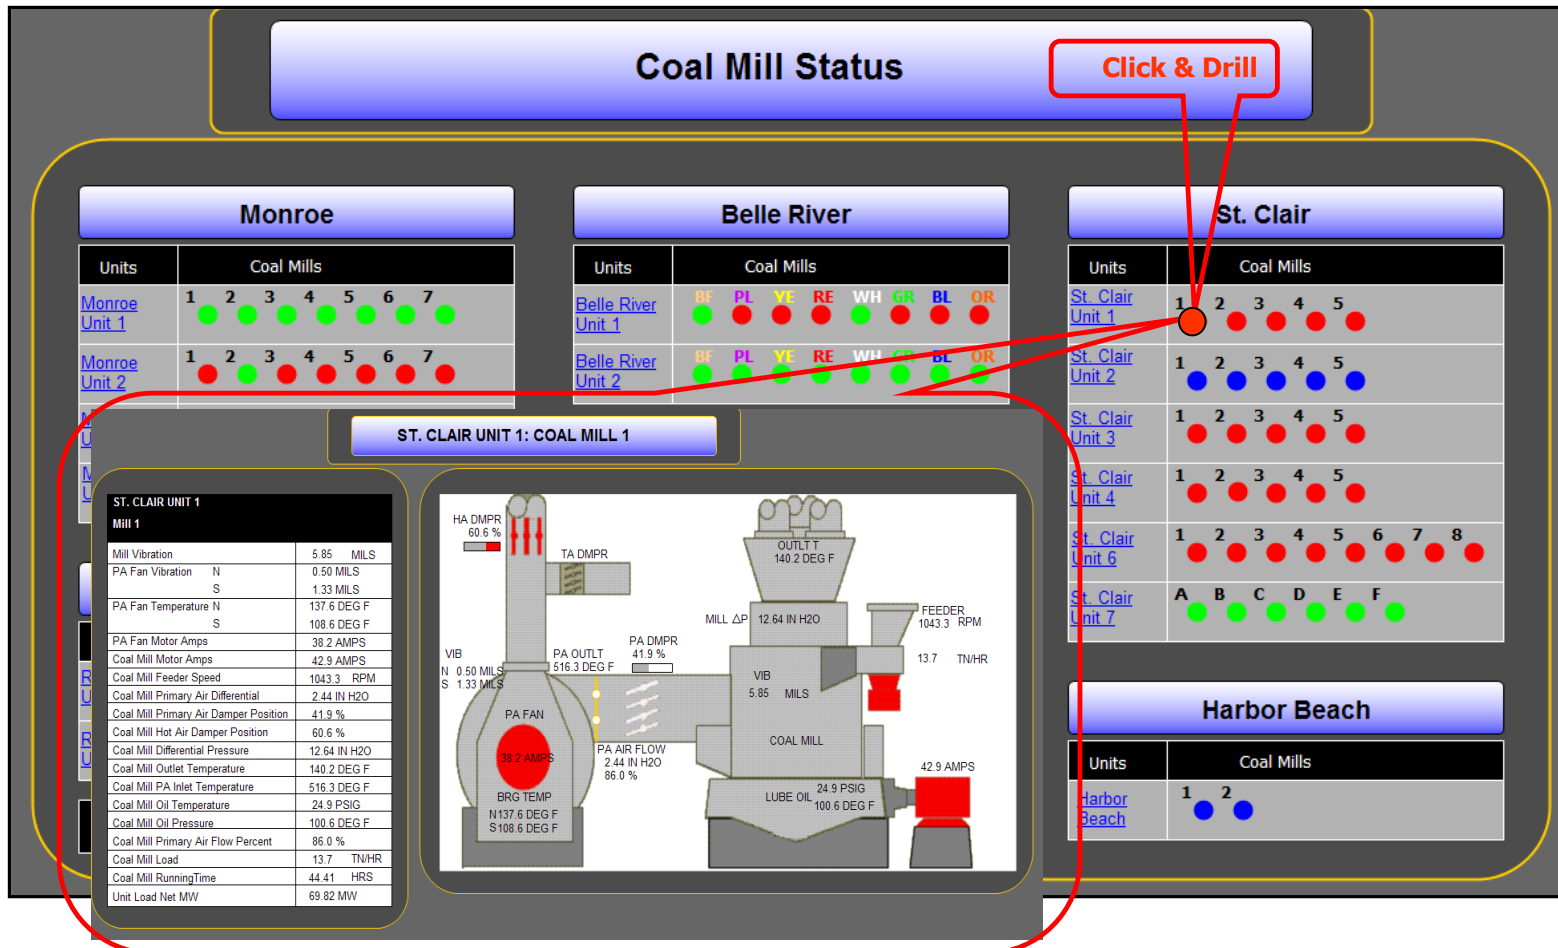 Coal Mill Status
Click & Drill
Monroe
Units Coal Mills
Monroe Unit 1
1 2 3 4 5 6 7
Monroe Unit 2
1 2 3 4 5 6 7
M
U
M
U
R
U
R
U
Belle River
Units Coal Mills
Belle River Unit 1
BF PL YE RE WH GR BL OR
Belle River Unit 2
BF PL YE RE WH GR BL OR
St. Clair
Units Coal Mills
St. Clair Unit 1
1 2 3 4 5
St. Clair Unit 2
1 2 3 4 5
St. Clair Unit 3
1 2 3 4 5
St. Clair Unit 4
1 2 3 4 5
St. Clair Unit 6
1 2 3 4 5 6 7 8
St. Clair Unit 7
A B C D E F
Harbor Beach
Units Coal Mills
Harbor Beach
1 2
ST. CLAIR UNIT 1: COAL MILL 1
ST. CLAIR UNIT 1
Mill 1
Mill Vibration 5.85 MILS
PA Fan Vibration N 0.50 MILS
S 1.33 MILS
PA Fan Temperature N 137.6 DEG F
S 108.6 DEG F
PA Fan Motor Amps 38.2 AMPS
Coal Mill Motor Amps 42.9 AMPS
Coal Mill Feeder Speed 1043.3 RPM
Coal Mill Primary Air Differential 2.44 IN H2O
Coal Mill Primary Air Damper Position 41.9 %
Coal Mill Hot Air Damper Position 60.6 %
Coal Mill Differential Pressure 12.64 IN H2O
Coal Mill Outlet Temperature 140.2 DEG F
Coal Mill PA Inlet Temperature 516.3 DEG F
Coal Mill Oil Temperature 24.9 PSIG
Coal Mill Oil Pressure 100.6 DEG F
Coal Mill Primary Air Flow Percent 86.0 %
Coal Mill Load 13.7 TN/HR
Coal Mill RunningTime 44.41 HRS
Unit Load Net MW 69.82 MW
HA DMPR
60.6 %
TA DMPR
OUTLT T
140.2 DEG F
MILL ΔP 12.64 IN H2O
FEEDER
1043.3 RPM
13.7 TN/HR
VIB
N 0.50 MILS
S 1.33 MILS
PA OUTLT
516.3 DEG F
PA DMPR
41.9 %
VIB
5.85 MILS
PA FAN
38.2 AMPS
PA AIR FLOW
2.44 IN H2O
86.0 %
COAL MILL
BRG TEMP
N 137.6 DEG F
S 108.6 DEG F
LUBE OIL 24.9 PSIG
100.6 DEG F
42.9 AMPS